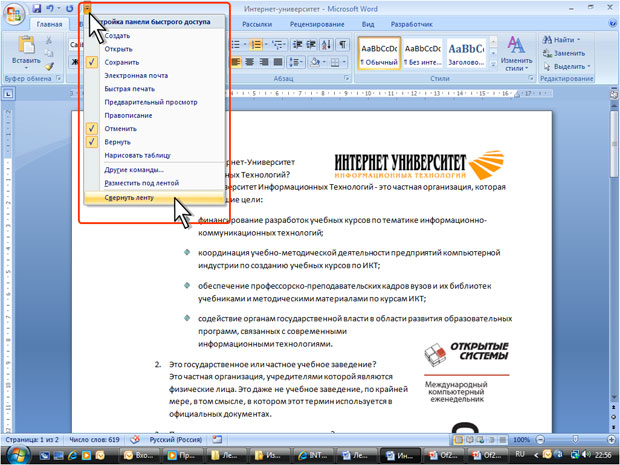 Интернет-университет - Microsoft Word
Главная
Рассылки
Рецензирование
Вид
Разработчик
стройка панели быстрого доступа
Создать
Открыть
Сохранить
Электронная почта
Быстрая печать
Предварительный просмотр
Правописание
Отменить
Вернуть
Нарисовать таблицу
Другие команды...
Разместить под лентой
Свернуть ленту
Вставить
Буфер обмена
Абзац
AaBbCcDc
AaBbCcDc
AaBbCc
¶ Обычный
¶ Без инте...
Заголово...
Изменить стили
Стили
Найти
Заменить
Выделить
Редактирование
ернет-Университет
ных Технологий?
ИНТЕРНЕТ УНИВЕРСИТЕТ
ИНФОРМАЦИОННЫХ ТЕХНОЛОГИЙ
верситет Информационных Технологий - это частная организация, которая
щие цели:
финансирование разработок учебных курсов по тематике информационно-
коммуникационных технологий;
координация учебно-методической деятельности предприятий компьютерной
индустрии по созданию учебных курсов по ИКТ;
обеспечение профессорско-преподавательских кадров вузов и их библиотек
учебниками и методическими материалами по курсам ИКТ;
содействие органам государственной власти в области развития образовательных
программ, связанных с современными
информационными технологиями.
ОТКРЫТЫЕ
СИСТЕМЫ
Международный
компьютерный
еженедельник
2. Это государственное или частное учебное заведение?
Это частная организация, учредителями которой являются
физические лица. Это даже не учебное заведение, по крайней
мере, в том смысле, в котором этот термин используется в
официальных документах.
Страница: 1 из 2
Число слов: 619
Русский (Россия)
100%
Вхо...
Пр...
Ле...
Из...
INT...
Ле...
Ин...
Of2...
Of2...
RU
22:56